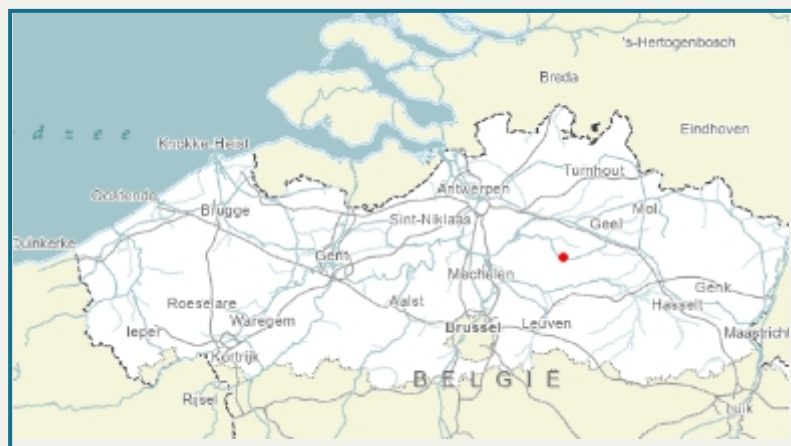 's-Hertogenbosch
Breda
d z e e
Eindhoven
Knokke-Heist
Turnhout
Oostende
Antwerpen
Mol
Brugge
Sint-Niklaas
Geel
Duinkerke
Gent
Mechelen
Genk
Roeselare
Aalst
Hasselt
Ieper
Waregem
Brussel
Leuven
Maastricht
Kortrijk
BELGIË
Rijsel
Luik